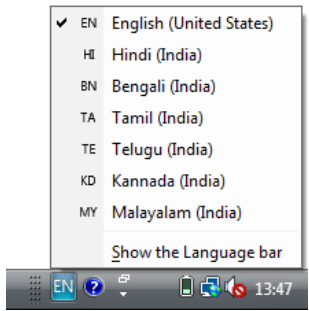 EN English (United States)
HI Hindi (India)
BN Bengali (India)
TA Tamil (India)
TE Telugu (India)
KD Kannada (India)
MY Malayalam (India)
Show the Language bar
EN ? 13:47